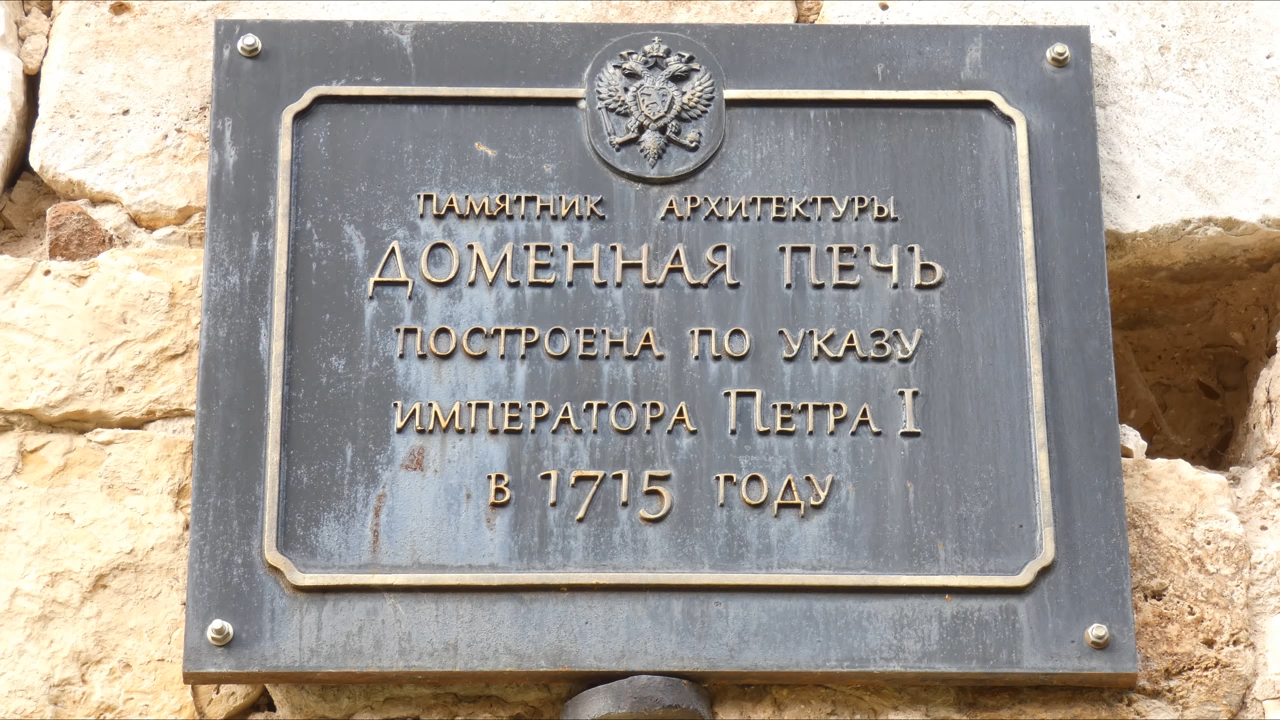 ПАМЯТНИК АРХИТЕКТУРЫ
ДОМЕННАЯ ПЕЧЬ
ПОСТРОЕНА ПО УКАЗУ
ИМПЕРАТОРА ПЕТРА I
В 1715 ГОДУ